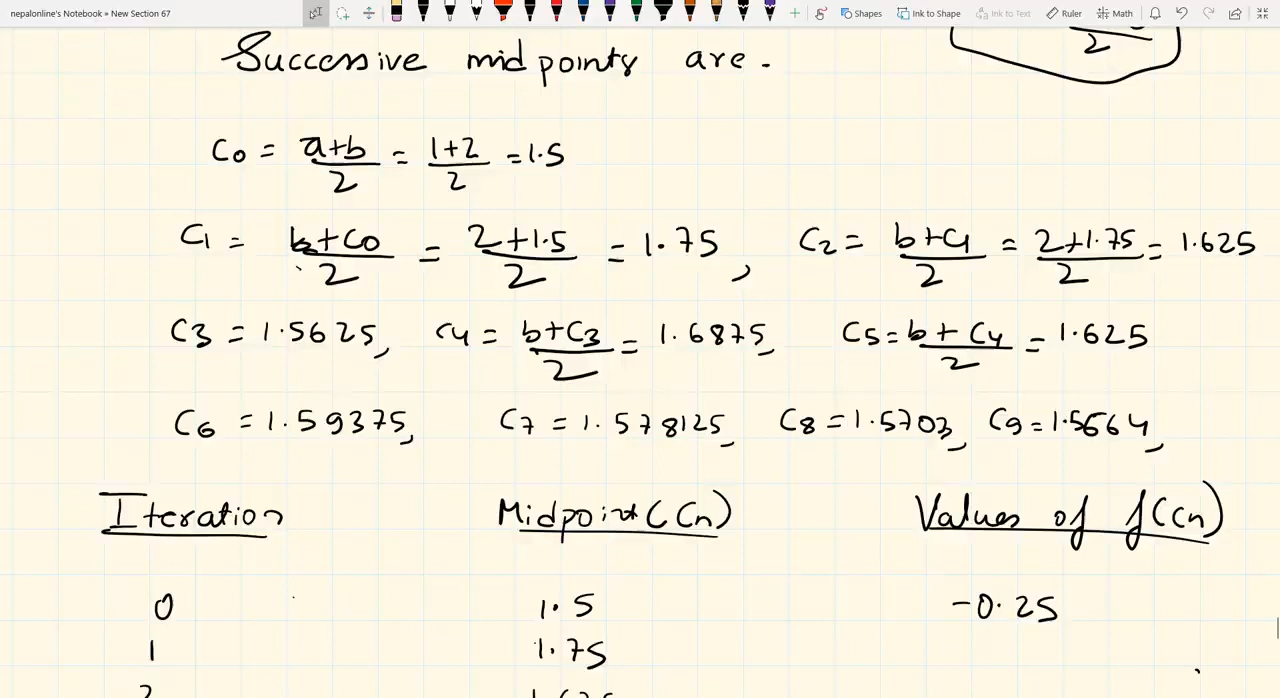 nepalonline's Notebook » New Section 67
Shapes Ink to Shape Ink to Text Ruler Math
2
Successive midpoints are.
C0 = a+b/2 = 1+2/2 = 1.5
C1 = b+C0/2 = 2+1.5/2 = 1.75, C2 = b+C1/2 = 2+1.75/2 = 1.625
C3 = 1.5625, C4 = b+C3/2 = 1.6875, C5 = b+C4/2 = 1.625
C6 = 1.59375, C7 = 1.578125, C8 = 1.5703, C9 = 1.5664,
Iteration Midpoint (Cn) Values of f(Cn)
0 1.5 -0.25
1 1.75